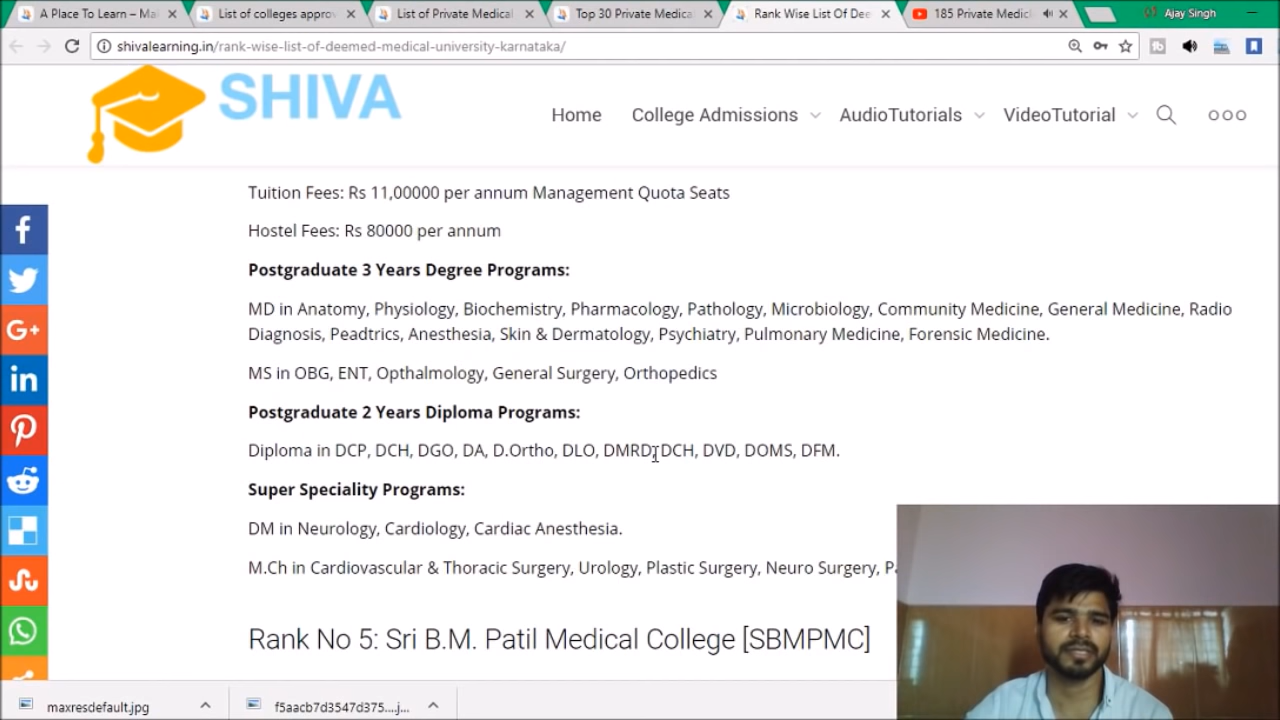 A Place To Learn – Ma
List of colleges approv
List of Private Medical
Top 30 Private Medica
Rank Wise List Of Dee
185 Private Medic
Ajay Singh
shivalearning.in/rank-wise-list-of-deemed-medical-university-karnataka/
SHIVA
Home
College Admissions
AudioTutorials
VideoTutorial
Tuition Fees: Rs 11,00000 per annum Management Quota Seats
Hostel Fees: Rs 80000 per annum
Postgraduate 3 Years Degree Programs:
MD in Anatomy, Physiology, Biochemistry, Pharmacology, Pathology, Microbiology, Community Medicine, General Medicine, Radio
Diagnosis, Peadtrics, Anesthesia, Skin & Dermatology, Psychiatry, Pulmonary Medicine, Forensic Medicine.
MS in OBG, ENT, Opthalmology, General Surgery, Orthopedics
Postgraduate 2 Years Diploma Programs:
Diploma in DCP, DCH, DGO, DA, D.Ortho, DLO, DMRD, DCH, DVD, DOMS, DFM.
Super Speciality Programs:
DM in Neurology, Cardiology, Cardiac Anesthesia.
M.Ch in Cardiovascular & Thoracic Surgery, Urology, Plastic Surgery, Neuro Surgery,
Rank No 5: Sri B.M. Patil Medical College [SBMPMC]
maxresdefault.jpg
f5aacb7d3547d375....j...